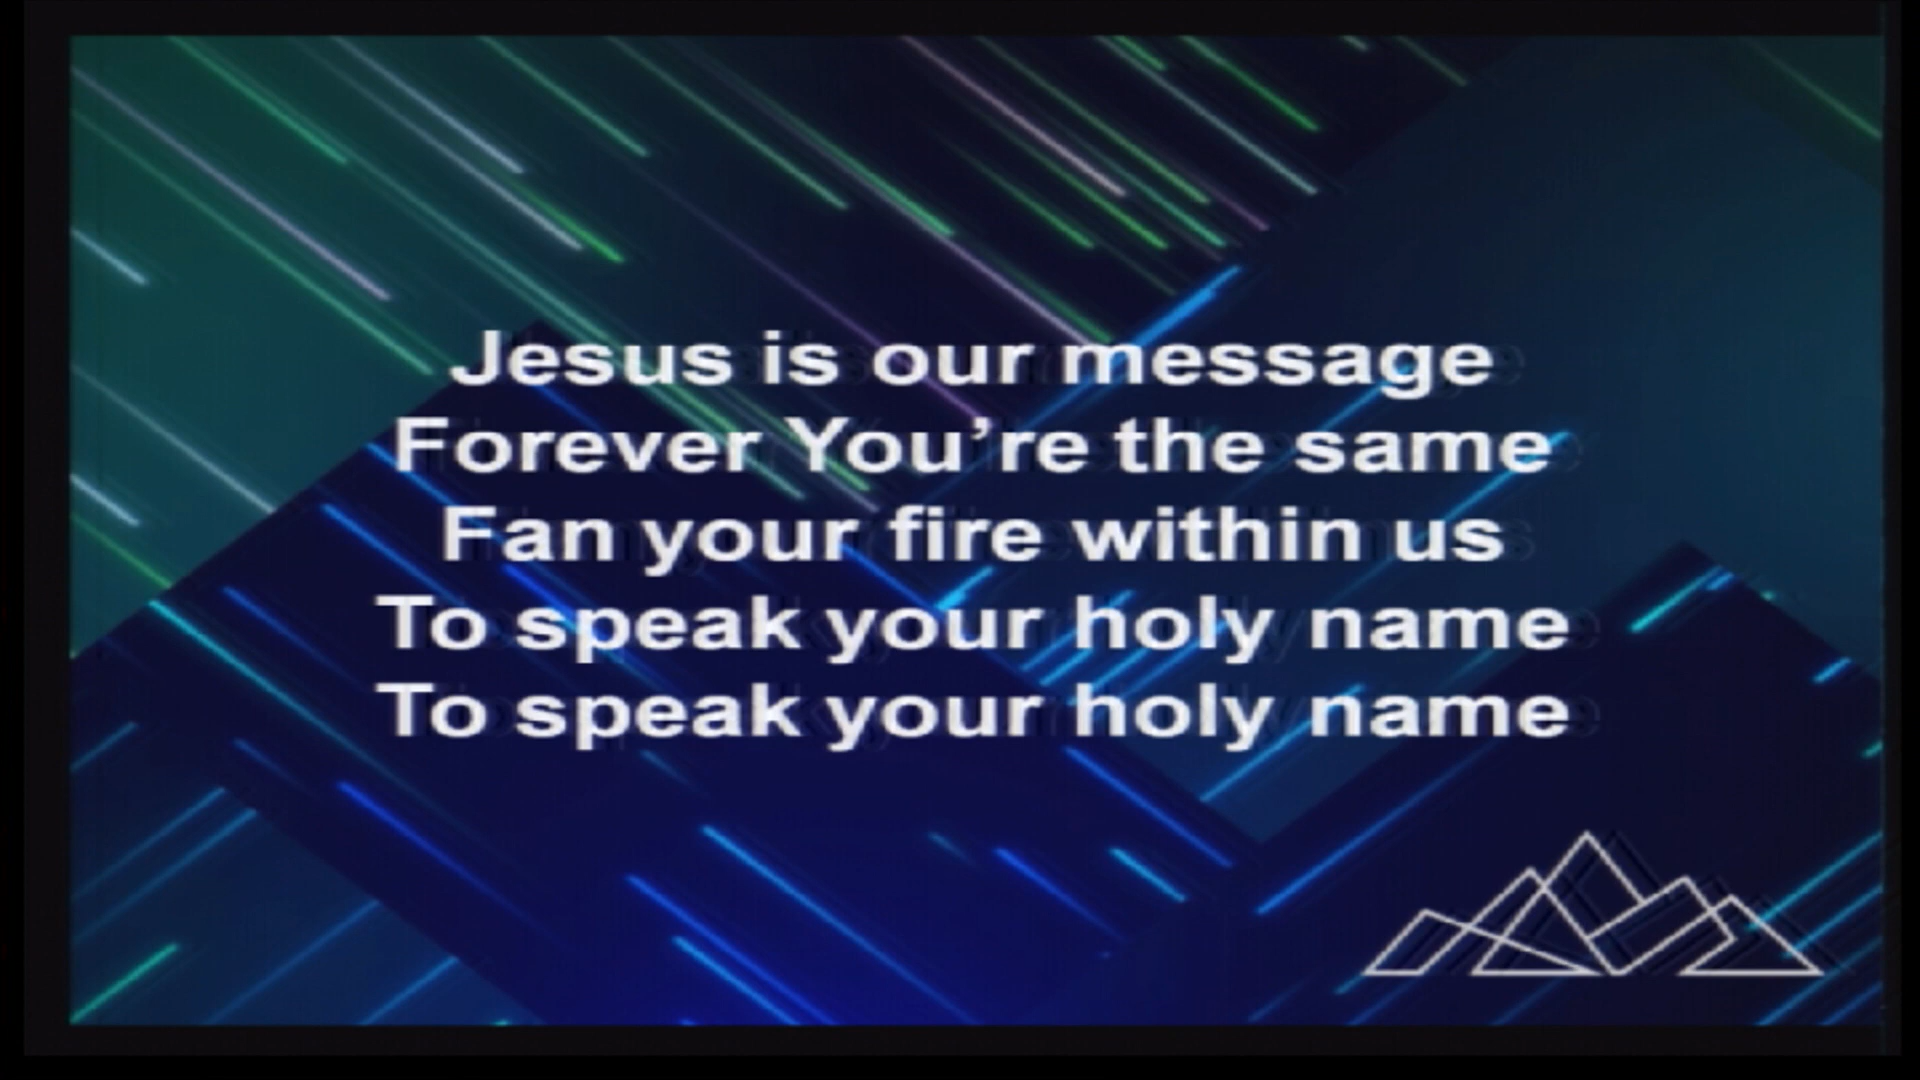 Jesus is our message
Forever You’re the same
Fan your fire within us
To speak your holy name
To speak your holy name